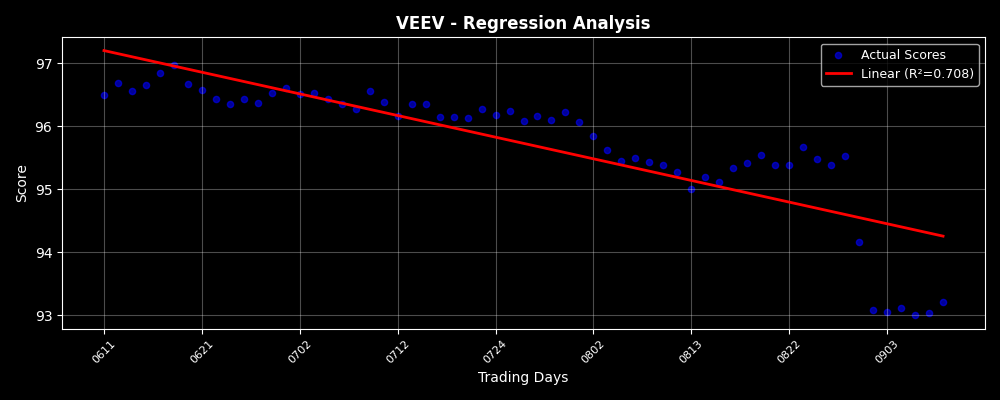 VEEV - Regression Analysis
Actual Scores
Linear (R²=0.708)
Score
97
96
95
94
93
0611
0621
0702
0712
0724
0802
0813
0822
0903
Trading Days